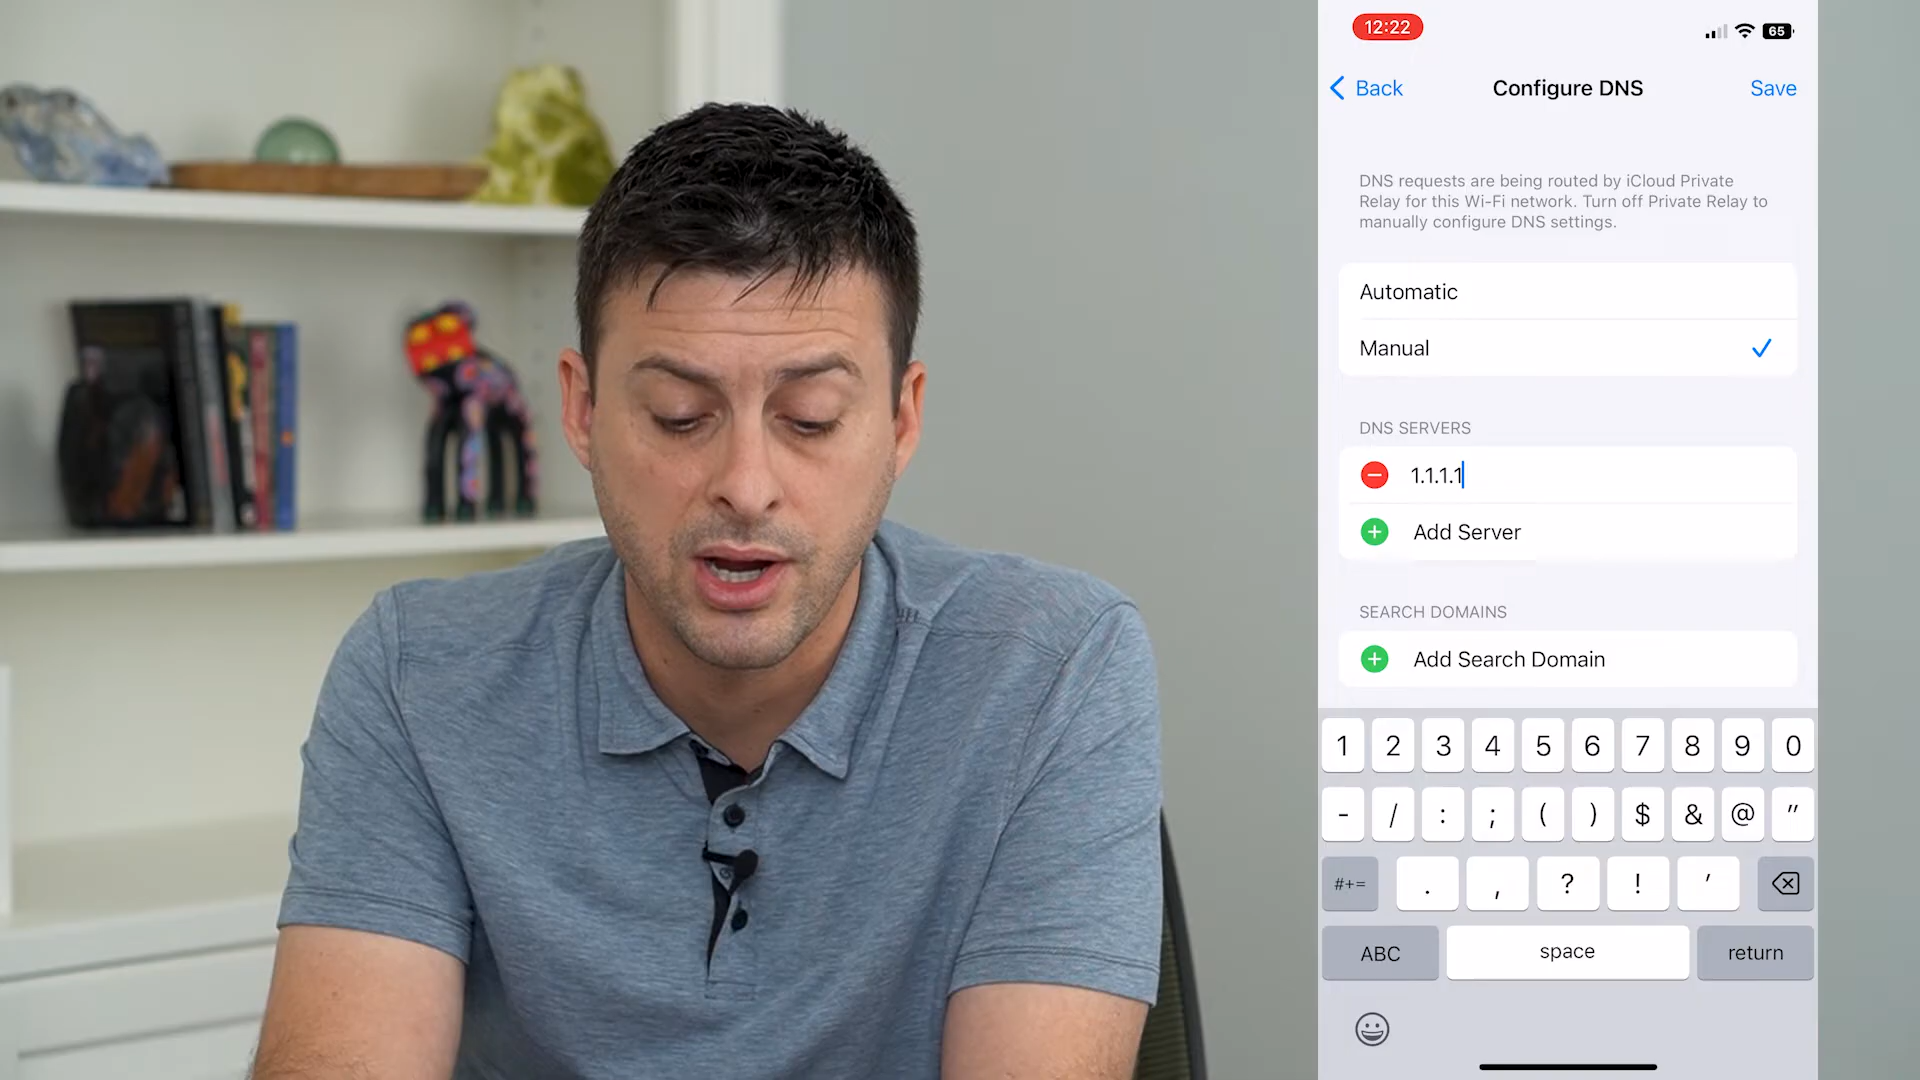 12:22
65
Back
Configure DNS
Save
DNS requests are being routed by iCloud Private
Relay for this Wi-Fi network. Turn off Private Relay to
manually configure DNS settings.
Automatic
Manual
DNS SERVERS
1.1.1.1
Add Server
SEARCH DOMAINS
Add Search Domain
1 2 3 4 5 6 7 8 9 0
- / : ; ( ) $ & @ "
#+= . , ? ! '
ABC space return